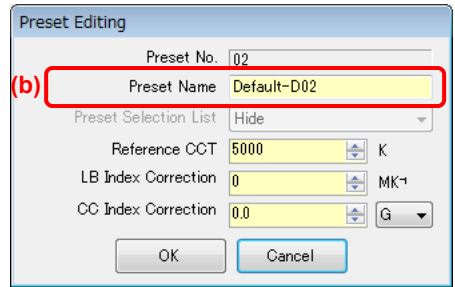 Preset Editing
Preset No. 02
(b) Preset Name Default-D02
Preset Selection List Hide
Reference CCT 5000 K
LB Index Correction 0 MK⁻¹
CC Index Correction 0.0 G
OK Cancel